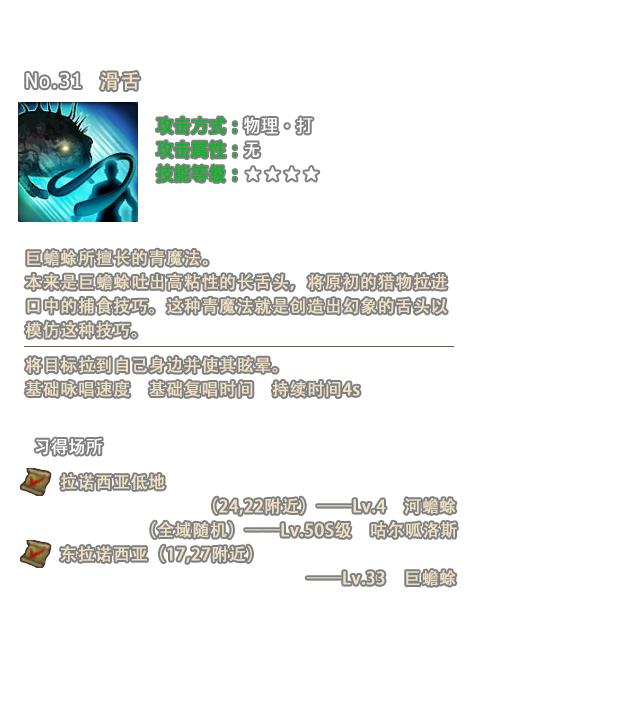 No.31 滑舌
攻击方式：物理·打
攻击属性：无
技能等级：☆☆☆☆
巨蟾蜍所擅长的青魔法。
本来是巨蟾蜍吐出高粘性的长舌头，将原初的猎物拉进
口中的捕食技巧。这种青魔法就是创造出幻象的舌头以
模仿这种技巧。
将目标拉到自己身边并使其眩晕。
基础咏唱速度 基础复唱时间 持续时间4s
习得场所
拉诺西亚低地
（24,22附近）——Lv.4 河蟾蜍
（全域随机）——Lv.50S级 咕尔呱洛斯
东拉诺西亚（17,27附近）
——Lv.33 巨蟾蜍